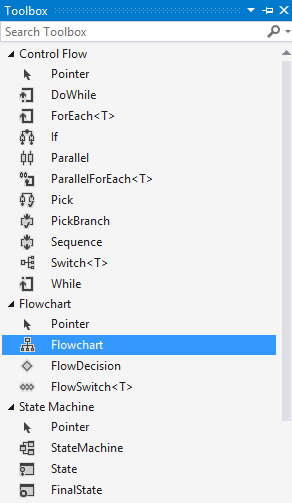 Toolbox
Search Toolbox
Control Flow
Pointer
DoWhile
ForEach<T>
If
Parallel
ParallelForEach<T>
Pick
PickBranch
Sequence
Switch<T>
While
Flowchart
Pointer
Flowchart
FlowDecision
FlowSwitch<T>
State Machine
Pointer
StateMachine
State
FinalState